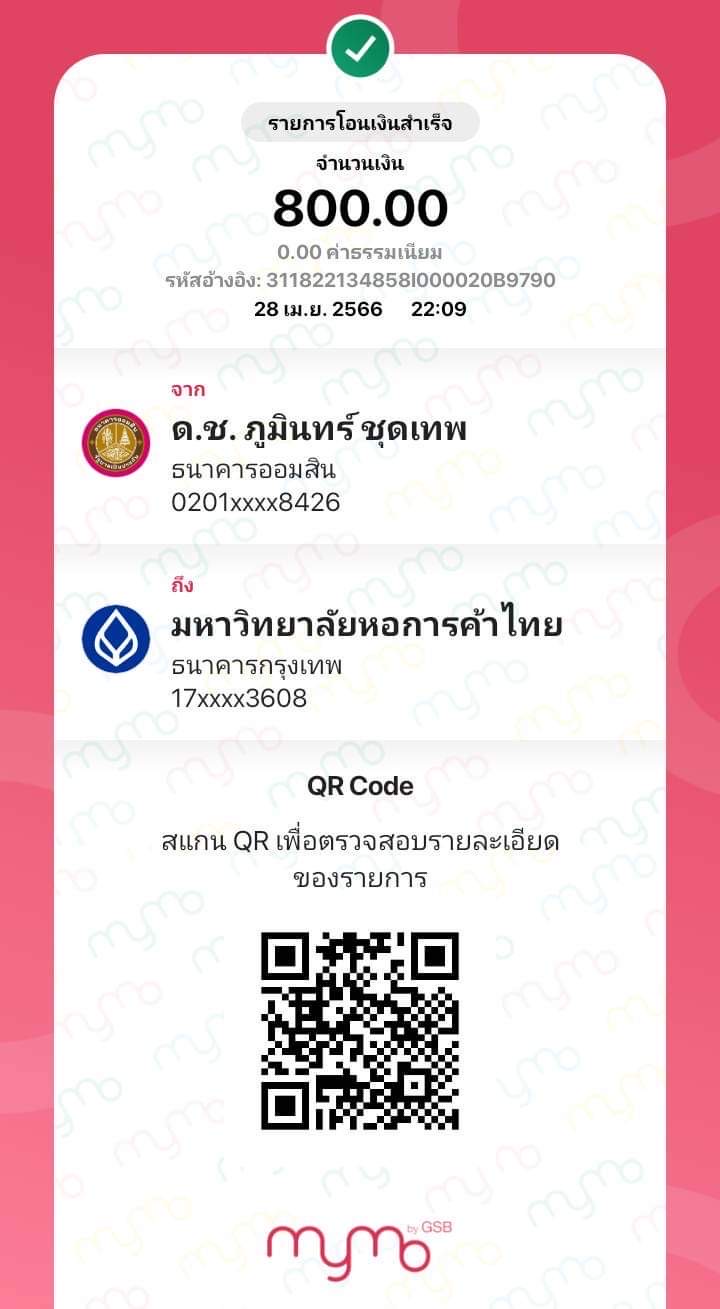 รายการโอนเงินสำเร็จ
จำนวนเงิน
800.00
0.00 ค่าธรรมเนียม
รหัสอ้างอิง: 311822134858I000020B9790
28 เม.ย. 2566 22:09
จาก
ด.ช. ภูมินทร์ ชุดเทพ
ธนาคารออมสิน
0201xxxx8426
ถึง
มหาวิทยาลัยหอการค้าไทย
ธนาคารกรุงเทพ
17xxxx3608
QR Code
สแกน QR เพื่อตรวจสอบรายละเอียด
ของรายการ
mymo by GSB